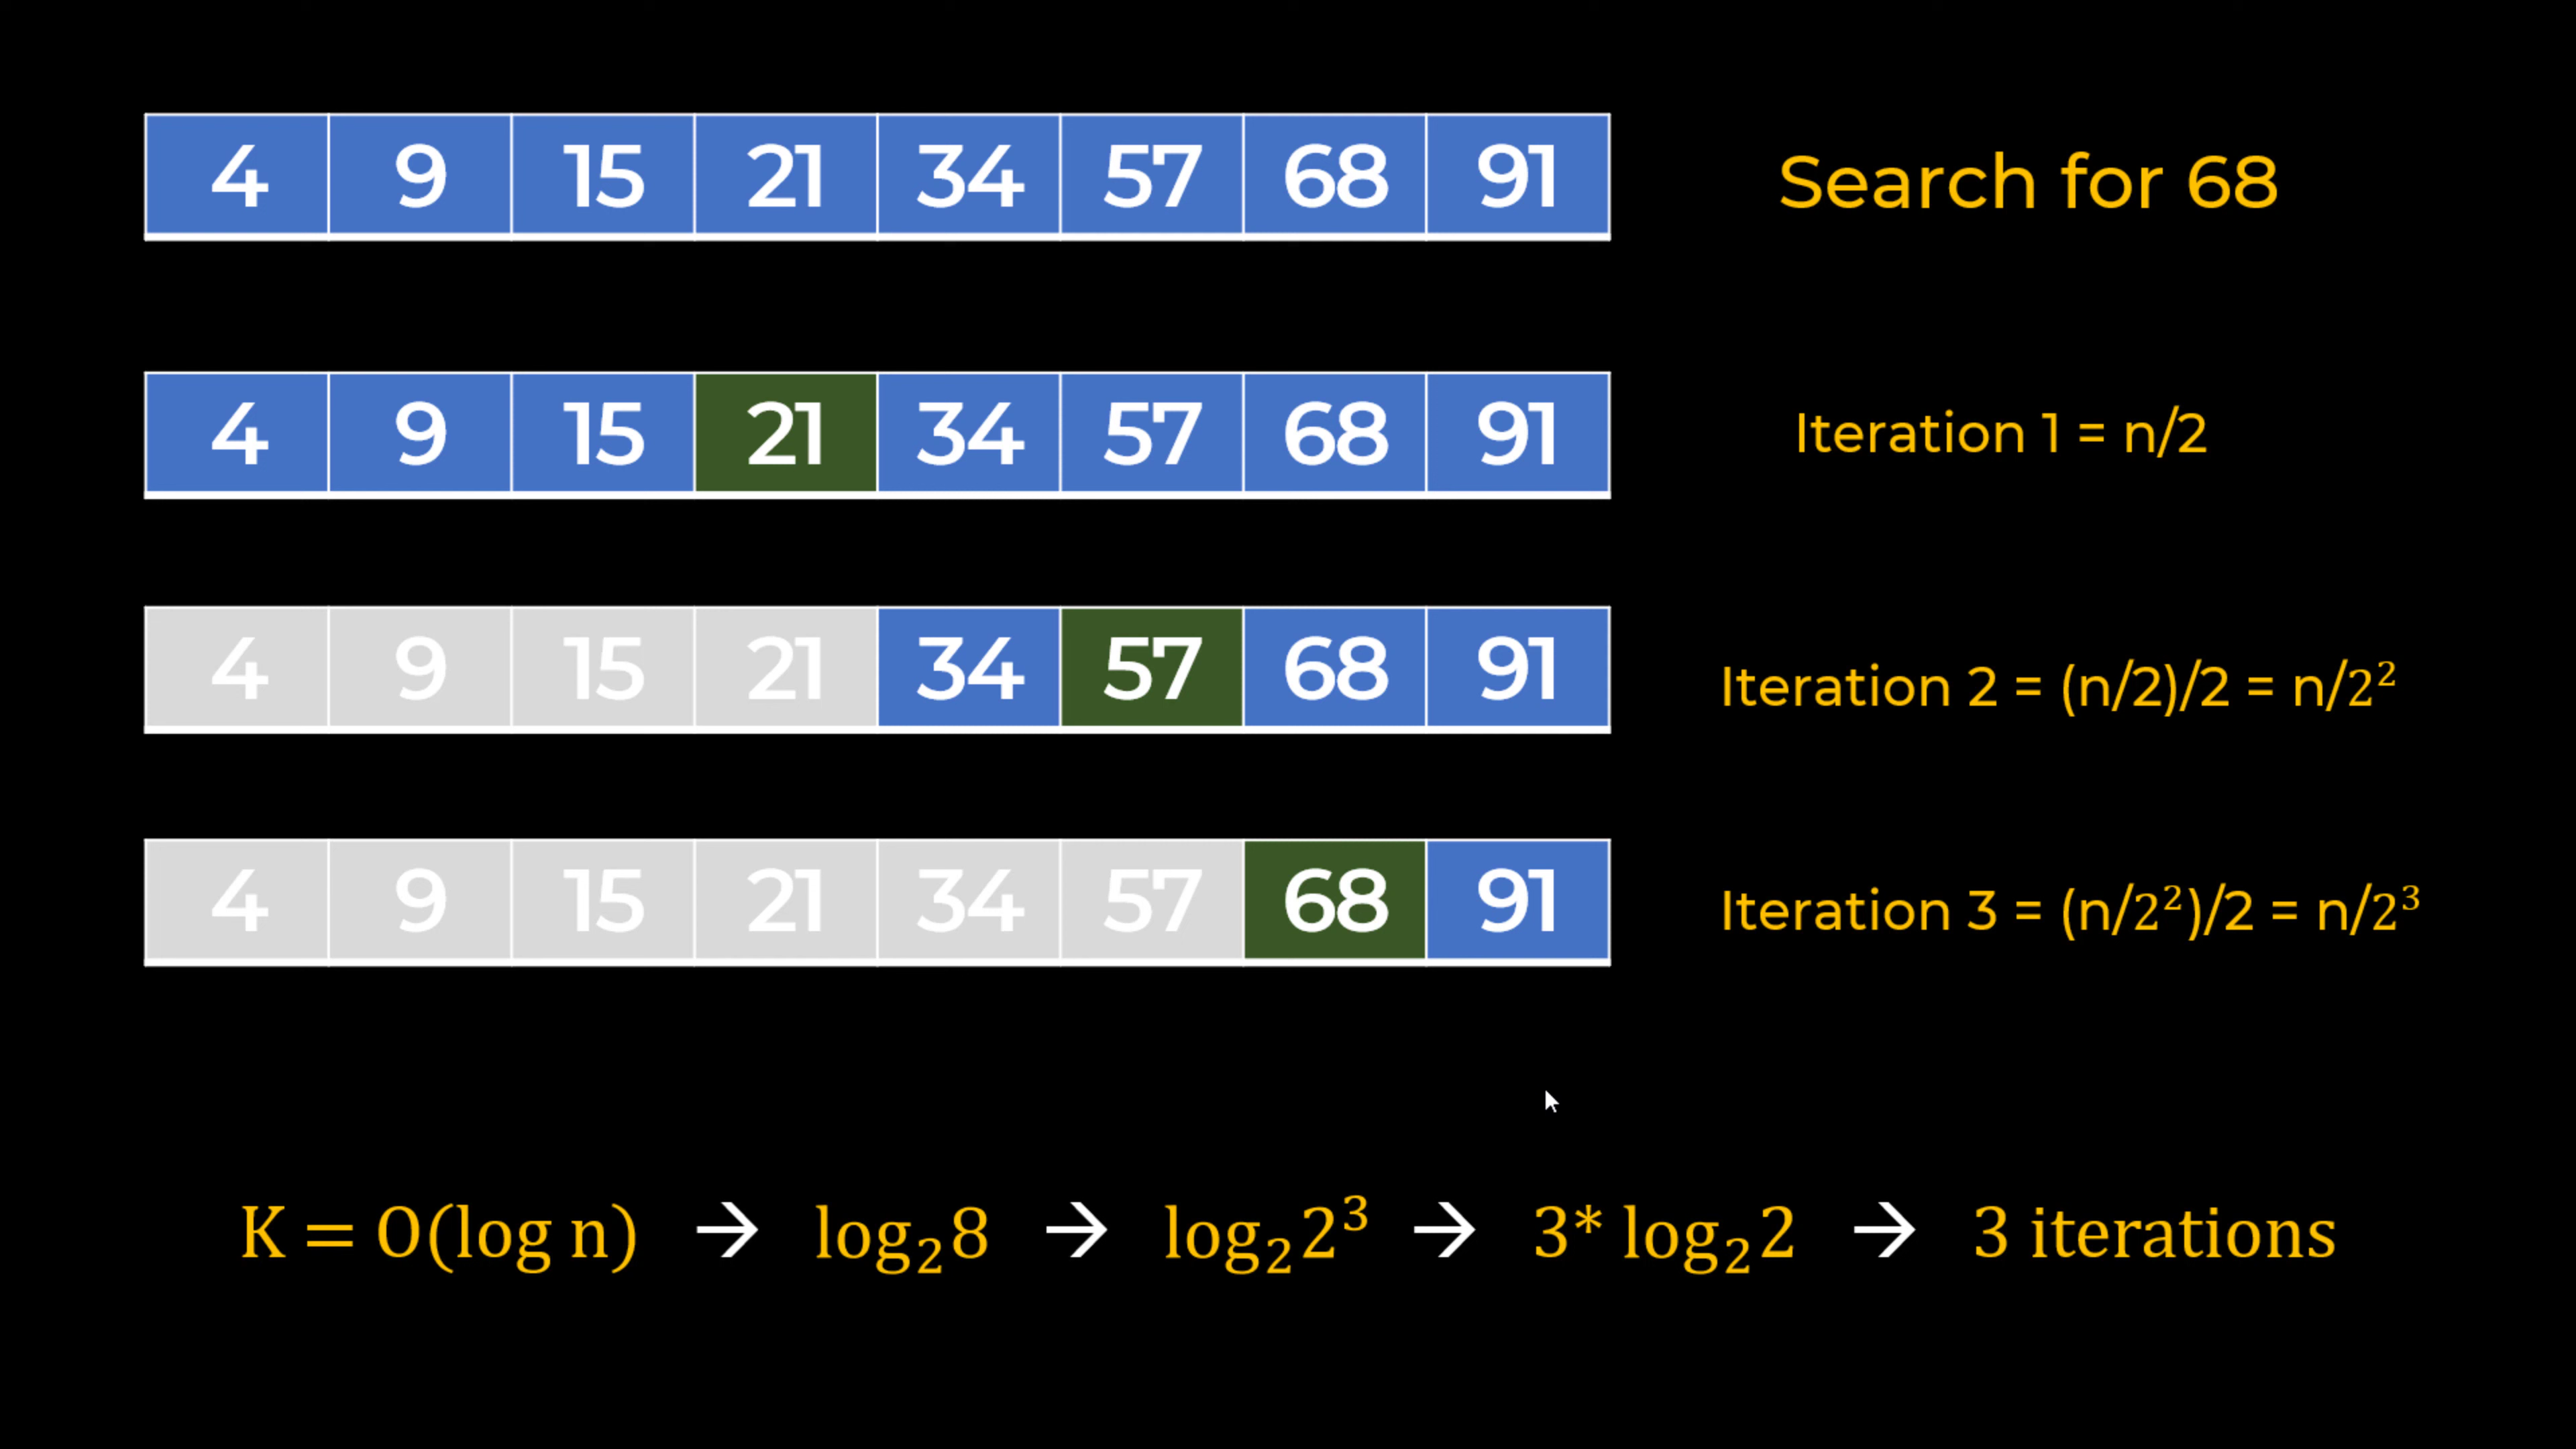 4 9 15 21 34 57 68 91 Search for 68
4 9 15 21 34 57 68 91 Iteration 1 = n/2
4 9 15 21 34 57 68 91 Iteration 2 = (n/2)/2 = n/2²
4 9 15 21 34 57 68 91 Iteration 3 = (n/2²)/2 = n/2³
K = O(log n) → log₂8 → log₂2³ → 3* log₂2 → 3 iterations